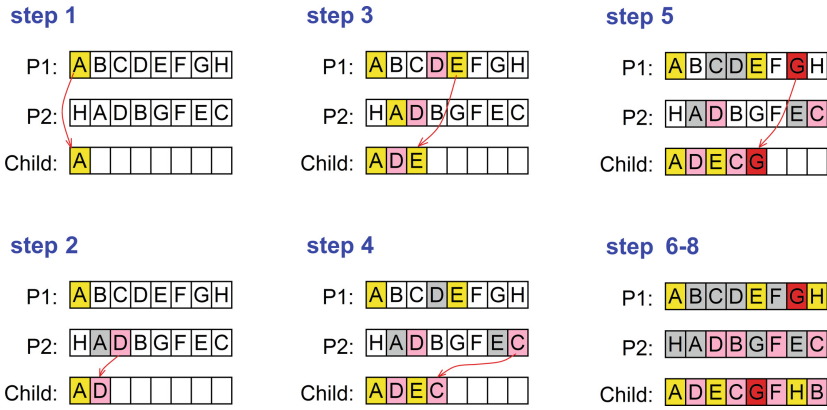 step 1
P1: A B C D E F G H
P2: H A D B G F E C
Child: A
step 3
P1: A B C D E F G H
P2: H A D B G F E C
Child: A D E
step 5
P1: A B C D E F G H
P2: H A D B G F E C
Child: A D E C G
step 2
P1: A B C D E F G H
P2: H A D B G F E C
Child: A D
step 4
P1: A B C D E F G H
P2: H A D B G F E C
Child: A D E C
step 6-8
P1: A B C D E F G H
P2: H A D B G F E C
Child: A D E C G F H B